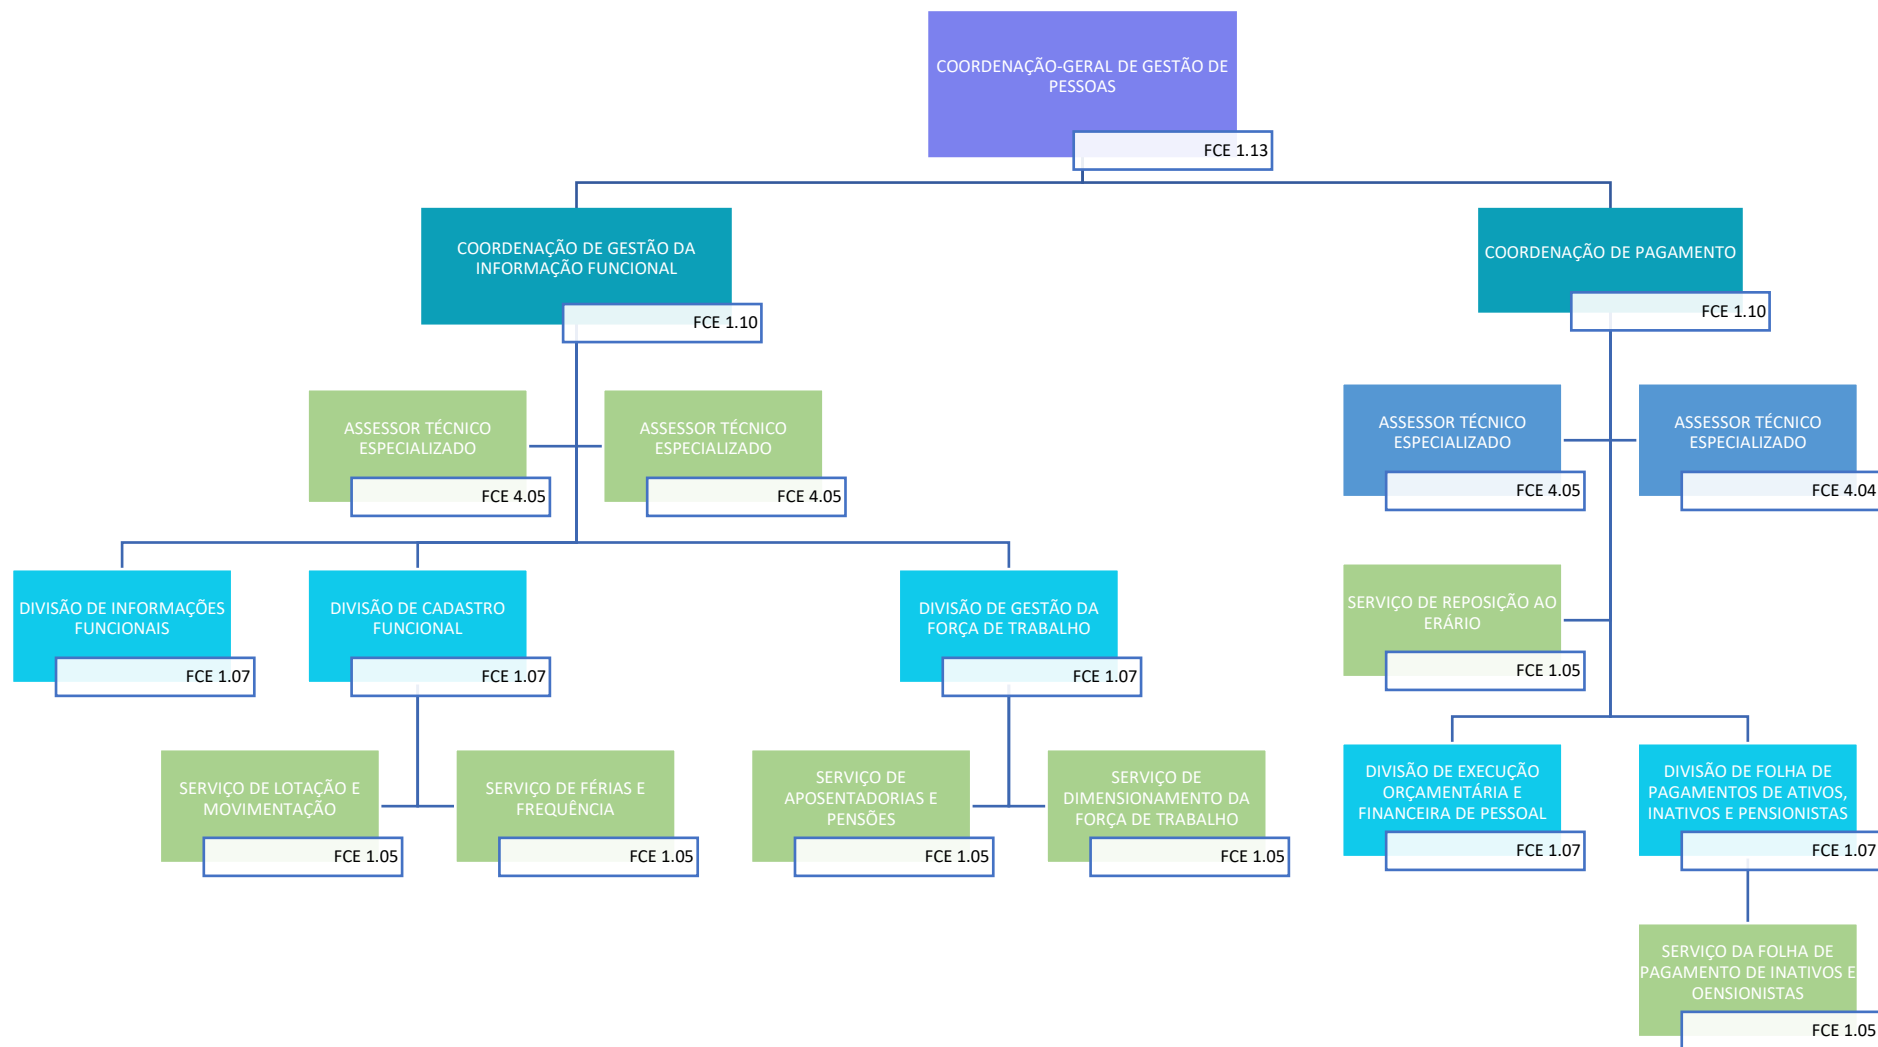 COORDENAÇÃO-GERAL DE GESTÃO DE
PESSOAS
FCE 1.13
COORDENAÇÃO DE GESTÃO DA
INFORMAÇÃO FUNCIONAL
FCE 1.10
COORDENAÇÃO DE PAGAMENTO
FCE 1.10
ASSESSOR TÉCNICO
ESPECIALIZADO
FCE 4.05
ASSESSOR TÉCNICO
ESPECIALIZADO
FCE 4.05
ASSESSOR TÉCNICO
ESPECIALIZADO
FCE 4.05
ASSESSOR TÉCNICO
ESPECIALIZADO
FCE 4.04
DIVISÃO DE INFORMAÇÕES
FUNCIONAIS
FCE 1.07
DIVISÃO DE CADASTRO
FUNCIONAL
FCE 1.07
DIVISÃO DE GESTÃO DA
FORÇA DE TRABALHO
FCE 1.07
SERVIÇO DE REPOSIÇÃO AO
ERÁRIO
FCE 1.05
SERVIÇO DE LOTAÇÃO E
MOVIMENTAÇÃO
FCE 1.05
SERVIÇO DE FÉRIAS E
FREQUÊNCIA
FCE 1.05
SERVIÇO DE
APOSENTADORIAS E
PENSÕES
FCE 1.05
SERVIÇO DE
DIMENSIONAMENTO DA
FORÇA DE TRABALHO
FCE 1.05
DIVISÃO DE EXECUÇÃO
ORÇAMENTÁRIA E
FINANCEIRA DE PESSOAL
FCE 1.07
DIVISÃO DE FOLHA DE
PAGAMENTOS DE ATIVOS,
INATIVOS E PENSIONISTAS
FCE 1.07
SERVIÇO DA FOLHA DE
PAGAMENTO DE INATIVOS E
OENSIONISTAS
FCE 1.05